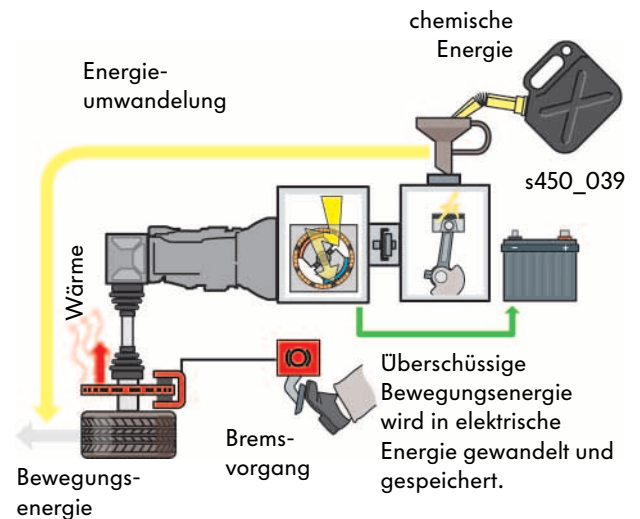 chemische
Energie
Energie-
umwandelung
s450_039
Wärme
Überschüssige
Bewegungsenergie
wird in elektrische
Energie gewandelt und
gespeichert.
Brems-
vorgang
Bewegungs-
energie